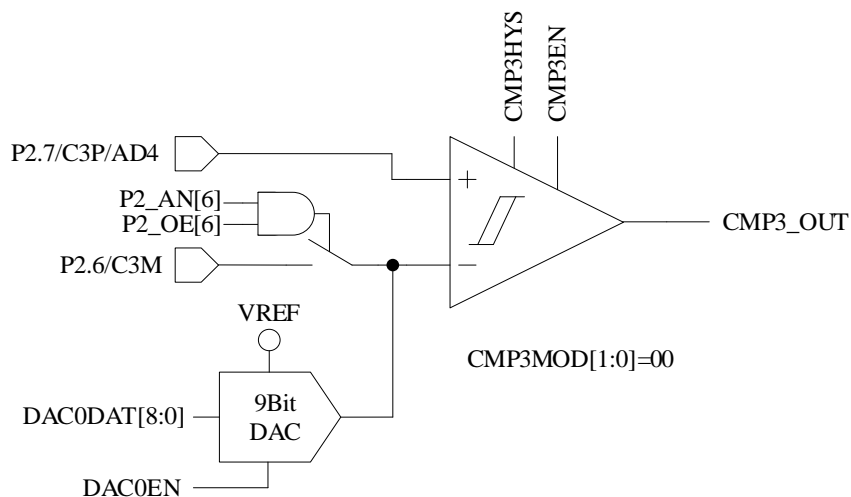 CMP3HYS
CMP3EN
P2.7/C3P/AD4
P2_AN[6]
P2_OE[6]
CMP3_OUT
P2.6/C3M
VREF
CMP3MOD[1:0]=00
DAC0DAT[8:0]
9Bit
DAC
DAC0EN